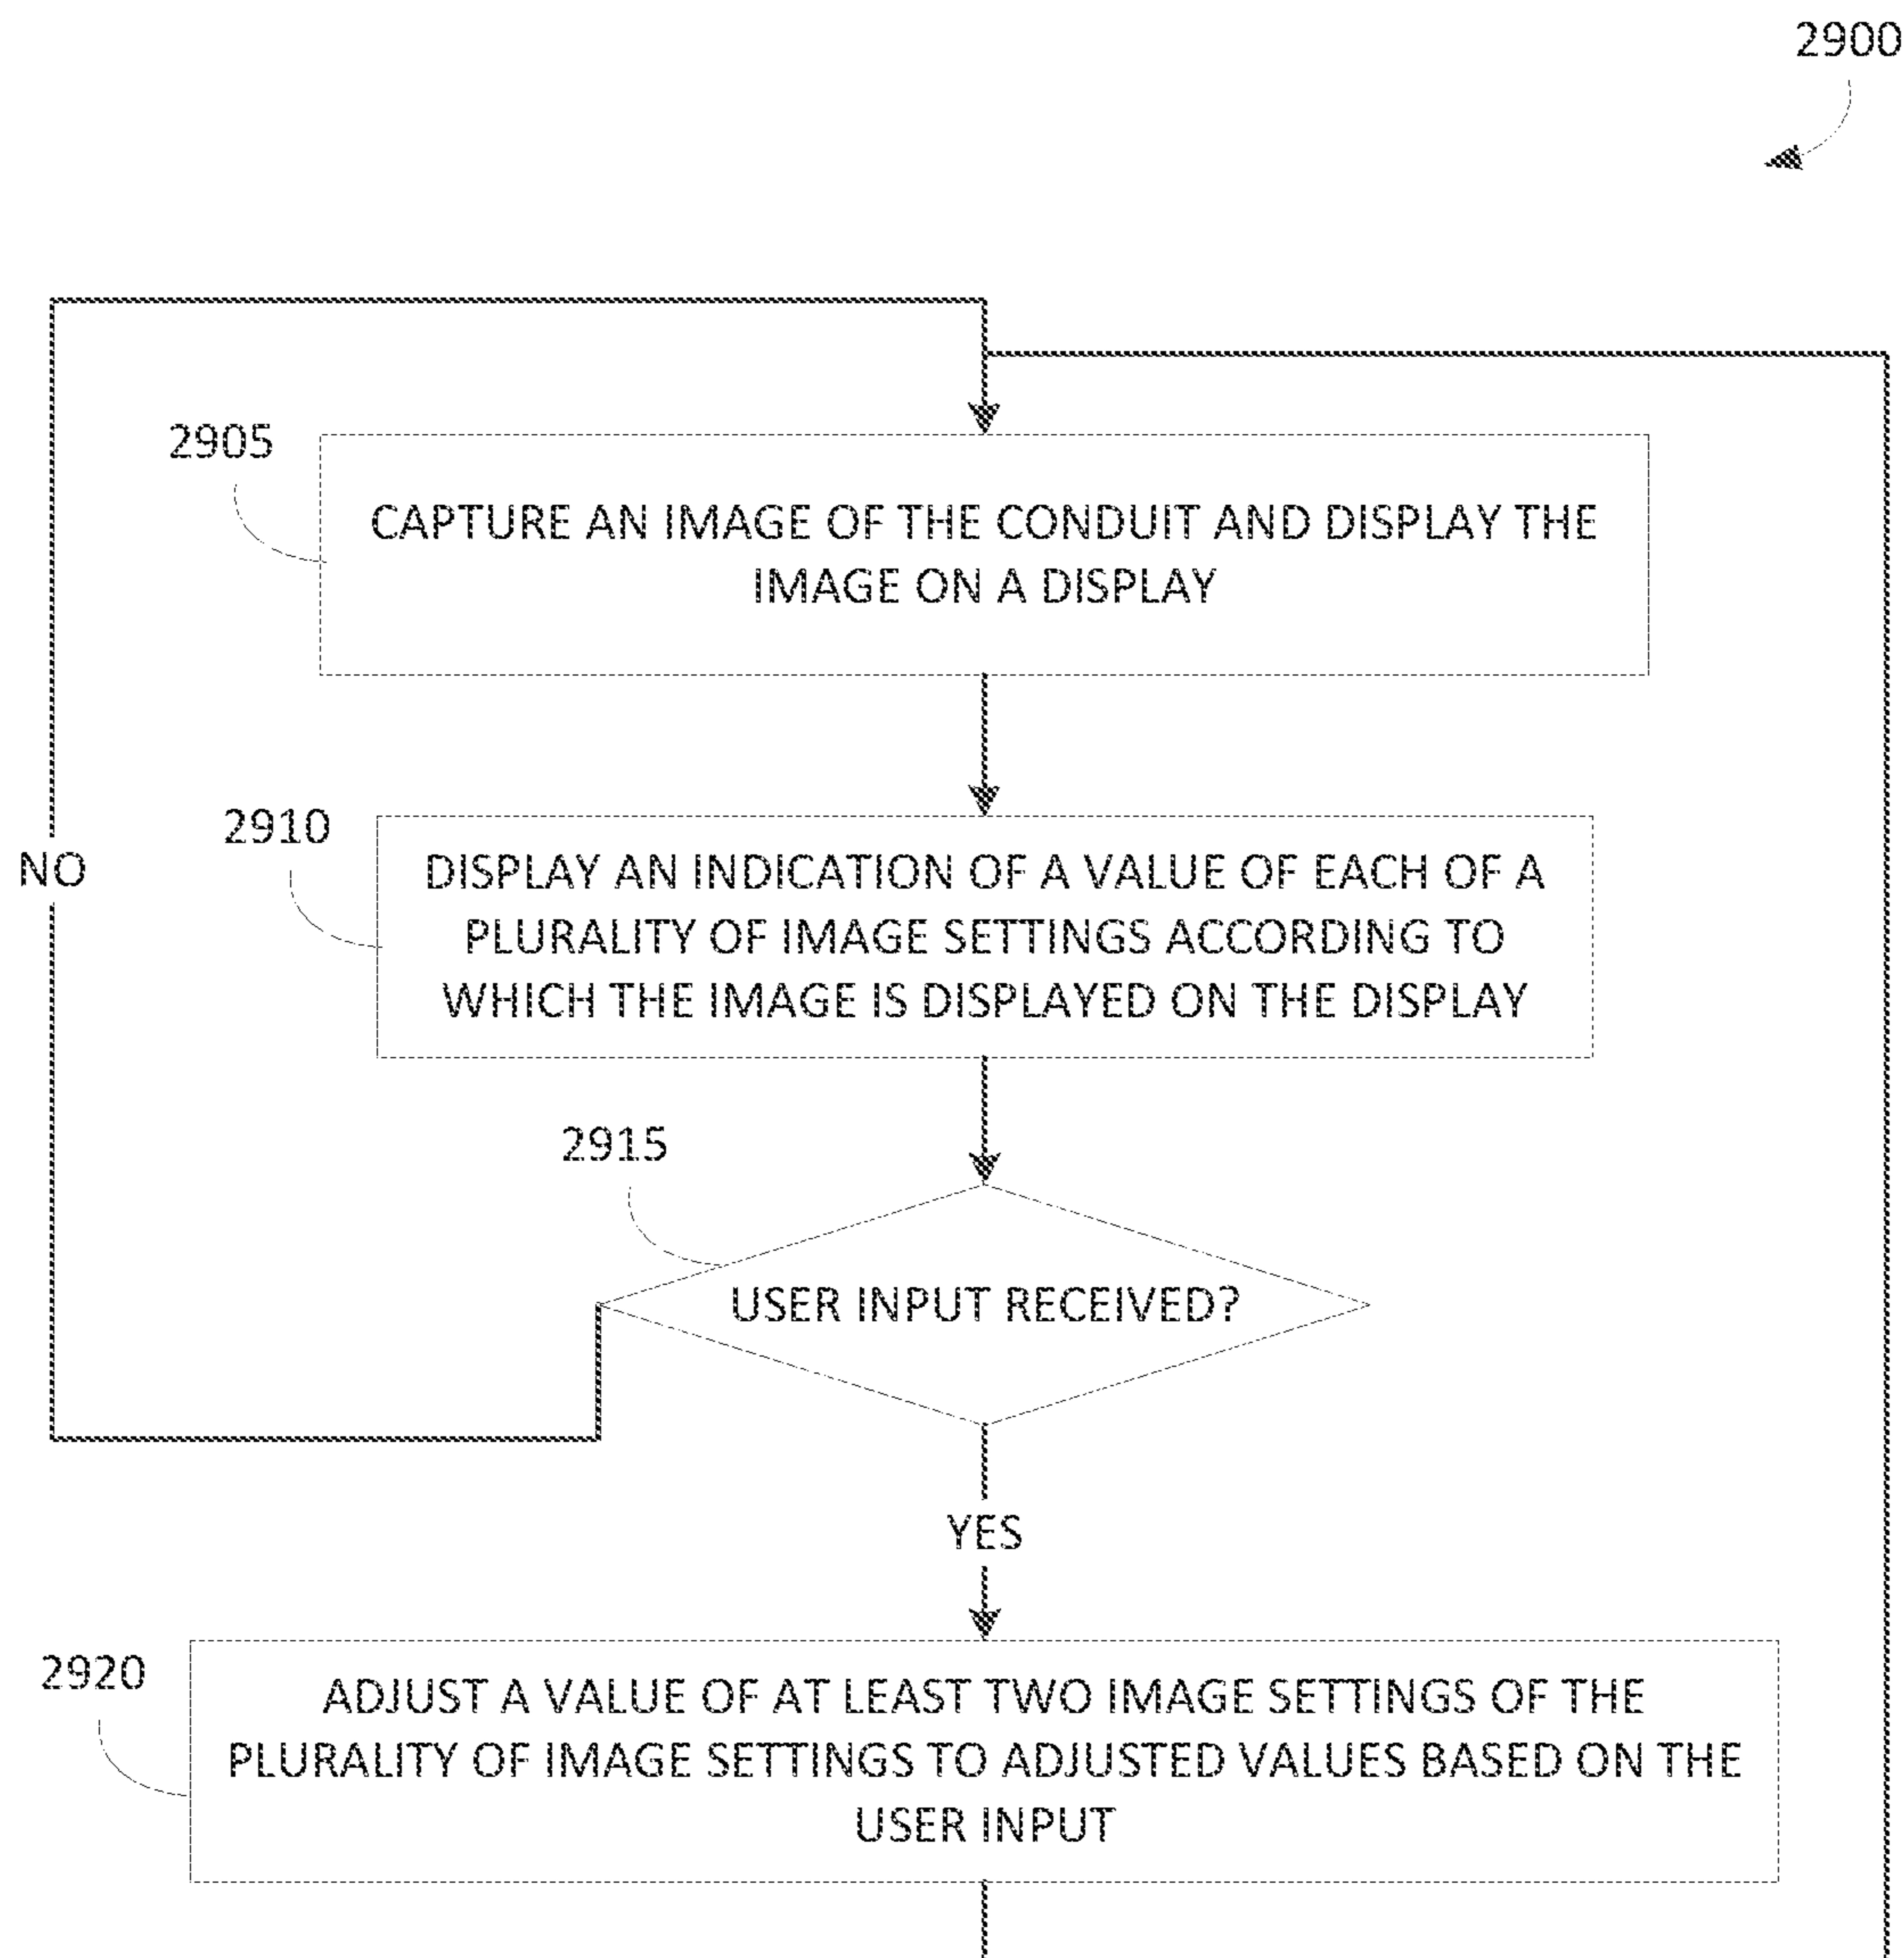 2900
2905
CAPTURE AN IMAGE OF THE CONDUIT AND DISPLAY THE
IMAGE ON A DISPLAY
2910
NO
DISPLAY AN INDICATION OF A VALUE OF EACH OF A
PLURALITY OF IMAGE SETTINGS ACCORDING TO
WHICH THE IMAGE IS DISPLAYED ON THE DISPLAY
2915
USER INPUT RECEIVED?
YES
2920
ADJUST A VALUE OF AT LEAST TWO IMAGE SETTINGS OF THE
PLURALITY OF IMAGE SETTINGS TO ADJUSTED VALUES BASED ON THE
USER INPUT